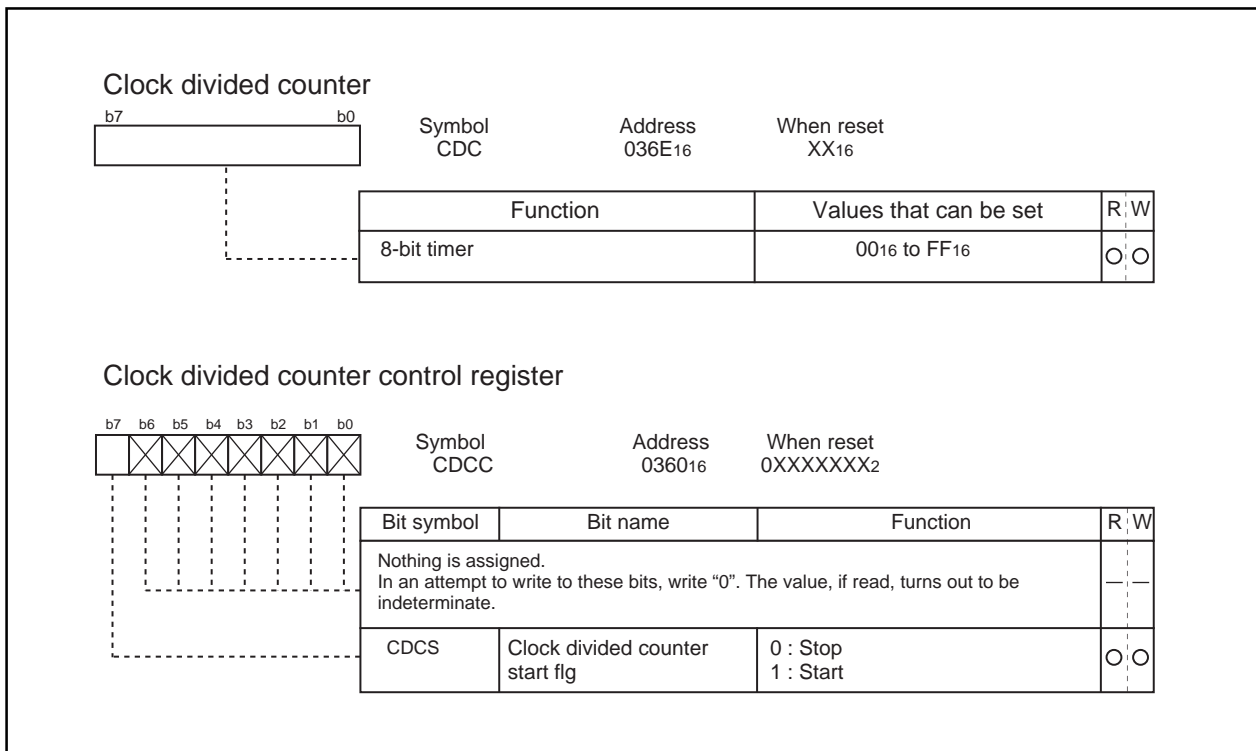 Clock divided counter
b7 b0
Symbol Address When reset
CDC 036E16 XX16
Function Values that can be set R W
8-bit timer 0016 to FF16 O O
Clock divided counter control register
b7 b6 b5 b4 b3 b2 b1 b0
Symbol Address When reset
CDCC 036016 0XXXXXXX2
Bit symbol Bit name Function R W
Nothing is assigned.
In an attempt to write to these bits, write “0”. The value, if read, turns out to be
indeterminate.
— —
CDCS Clock divided counter 0 : Stop O O
start flg 1 : Start